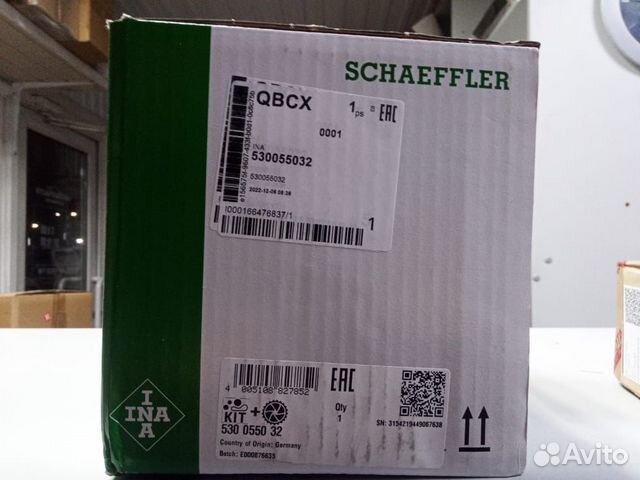 SCHAEFFLER
QBCX
1ps
EAC
0001
INA
530055032
530055032
2022-12-06 08:26
I000166476837/1
1
4 005108 827852
EAC
KIT +
530 0550 32
Qty
1
Country of Origin: Germany
Batch: E000876633
SN: 3154219449067638
INA
Avito